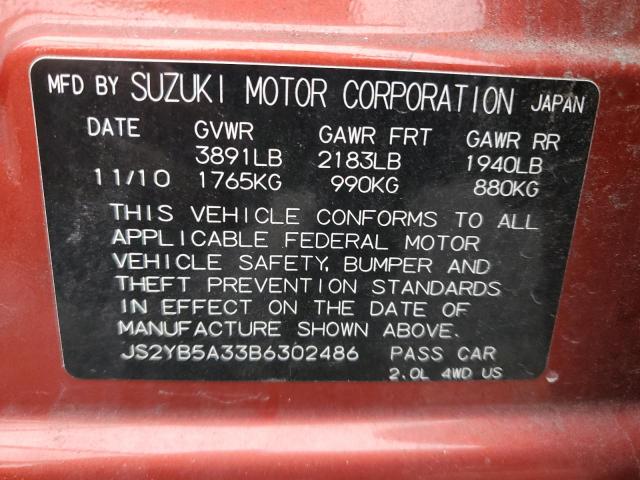 MFD BY SUZUKI MOTOR CORPORATION JAPAN
DATE GVWR GAWR FRT GAWR RR
3891LB 2183LB 1940LB
11/10 1765KG 990KG 880KG
THIS VEHICLE CONFORMS TO ALL
APPLICABLE FEDERAL MOTOR
VEHICLE SAFETY, BUMPER AND
THEFT PREVENTION STANDARDS
IN EFFECT ON THE DATE OF
MANUFACTURE SHOWN ABOVE.
JS2YB5A33B6302486 PASS CAR
2.0L 4WD US